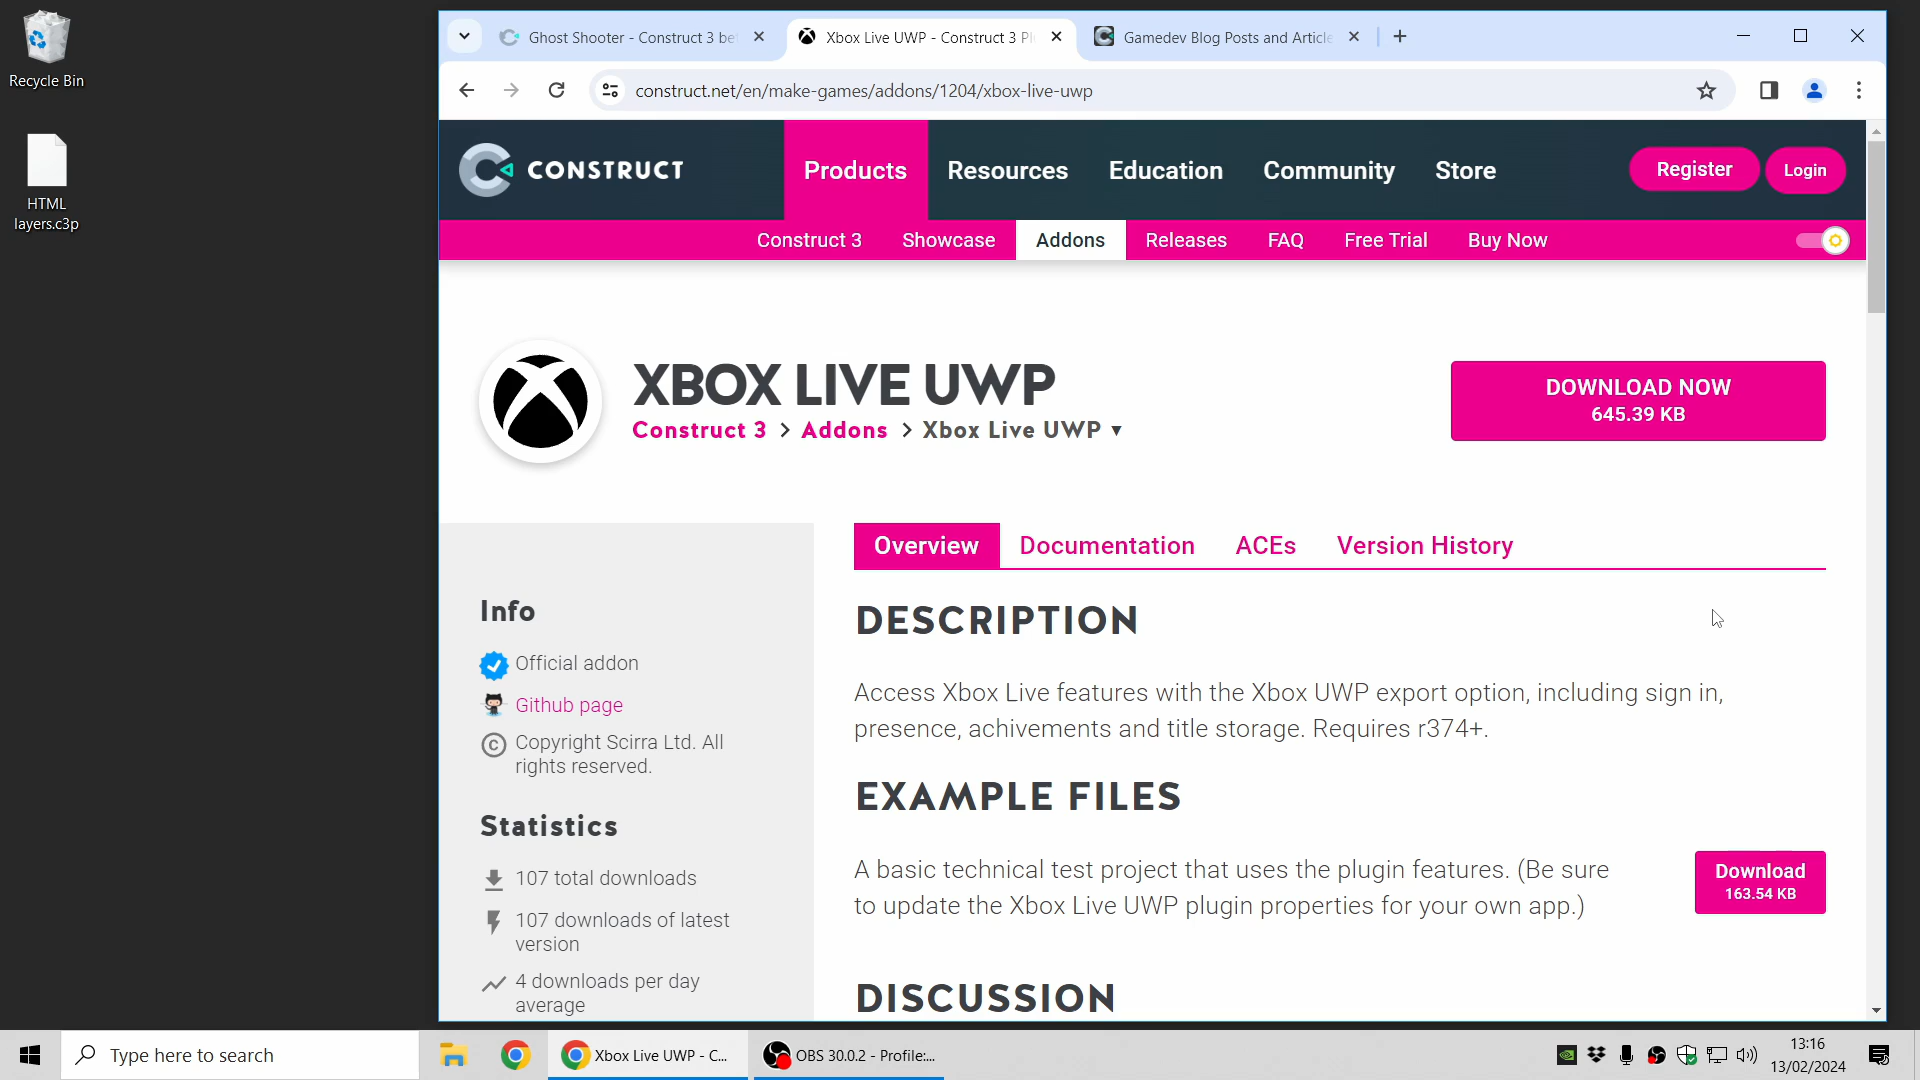 Recycle Bin
HTML
layers.c3p
Ghost Shooter - Construct 3 be
Xbox Live UWP - Construct 3 Pl
Gamedev Blog Posts and Article
construct.net/en/make-games/addons/1204/xbox-live-uwp
CONSTRUCT
Products
Resources
Education
Community
Store
Register
Login
Construct 3
Showcase
Addons
Releases
FAQ
Free Trial
Buy Now
XBOX LIVE UWP
Construct 3 > Addons > Xbox Live UWP ▼
DOWNLOAD NOW
645.39 KB
Overview
Documentation
ACEs
Version History
Info
Official addon
Github page
Copyright Scirra Ltd. All
rights reserved.
Statistics
107 total downloads
107 downloads of latest
version
4 downloads per day
average
DESCRIPTION
Access Xbox Live features with the Xbox UWP export option, including sign in,
presence, achivements and title storage. Requires r374+.
EXAMPLE FILES
A basic technical test project that uses the plugin features. (Be sure
to update the Xbox Live UWP plugin properties for your own app.)
Download
163.54 KB
DISCUSSION
Type here to search
Xbox Live UWP - C...
OBS 30.0.2 - Profile:...
13:16
13/02/2024